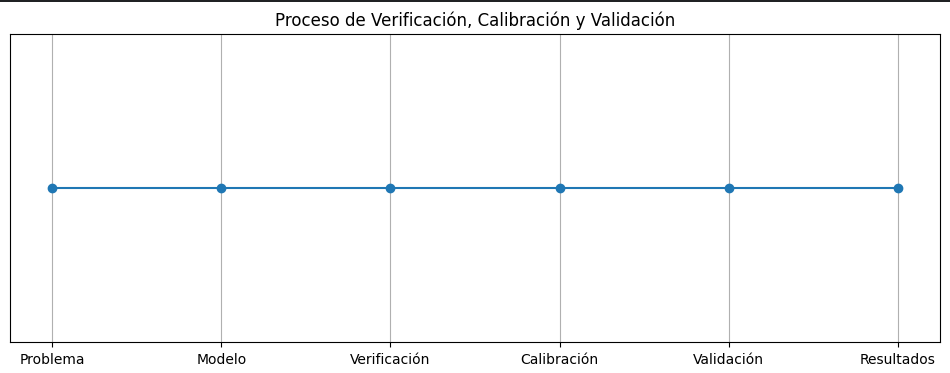 Proceso de Verificación, Calibración y Validación
Problema Modelo Verificación Calibración Validación Resultados